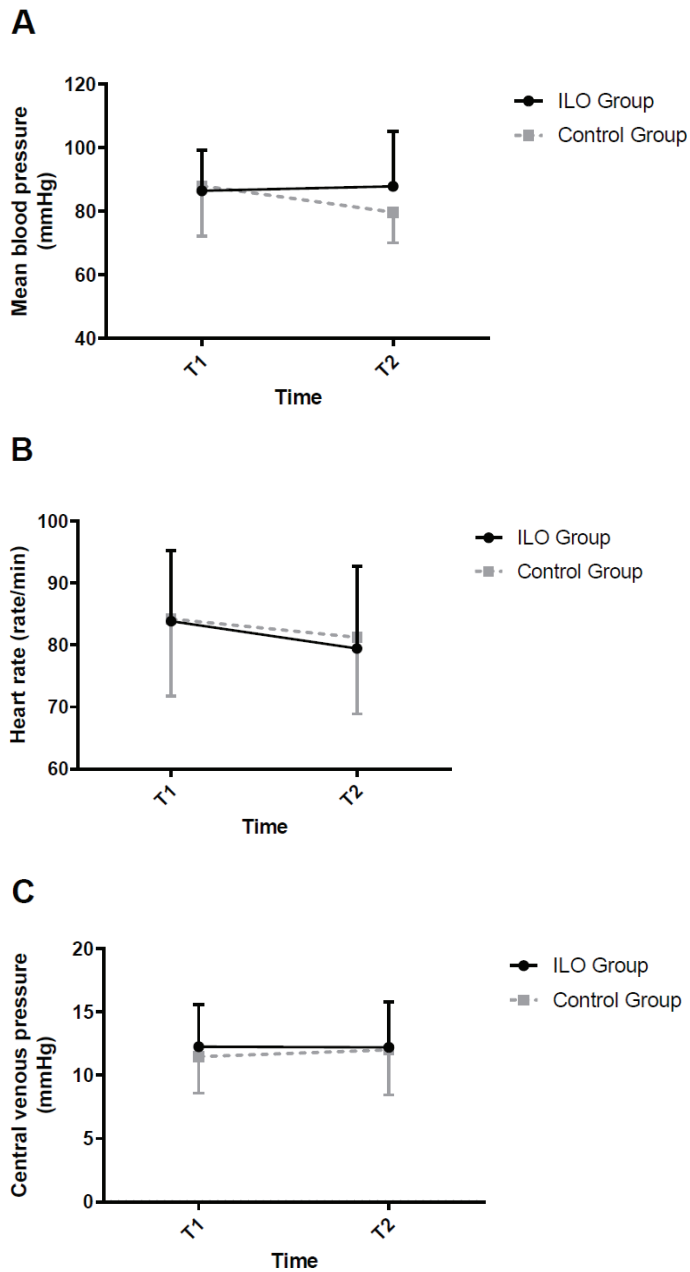 A
120
100
80
60
40
Mean blood pressure
(mmHg)
T1
T2
Time
ILO Group
Control Group
B
100
90
80
70
60
Heart rate (rate/min)
T1
T2
Time
ILO Group
Control Group
C
20
15
10
5
0
Central venous pressure
(mmHg)
T1
T2
Time
ILO Group
Control Group